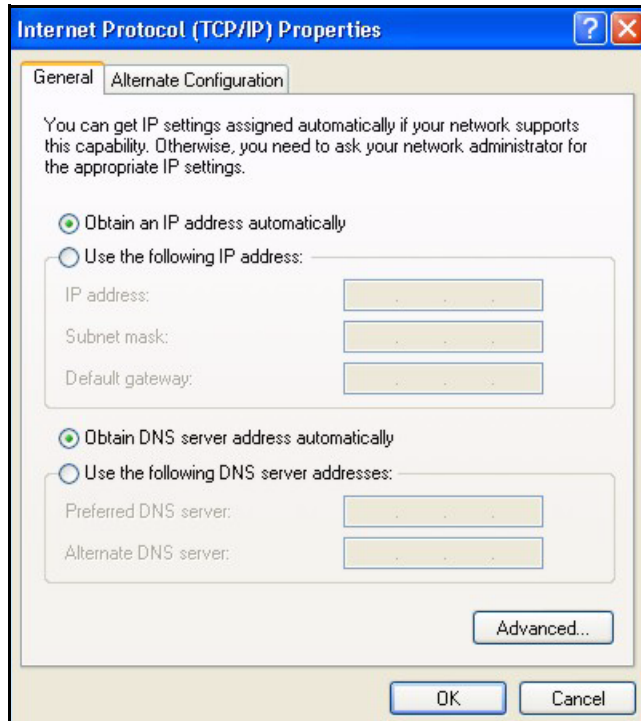 Internet Protocol (TCP/IP) Properties
General
Alternate Configuration
You can get IP settings assigned automatically if your network supports
this capability. Otherwise, you need to ask your network administrator for
the appropriate IP settings.
Obtain an IP address automatically
Use the following IP address:
IP address:
Subnet mask:
Default gateway:
Obtain DNS server address automatically
Use the following DNS server addresses:
Preferred DNS server:
Alternate DNS server:
Advanced...
OK
Cancel